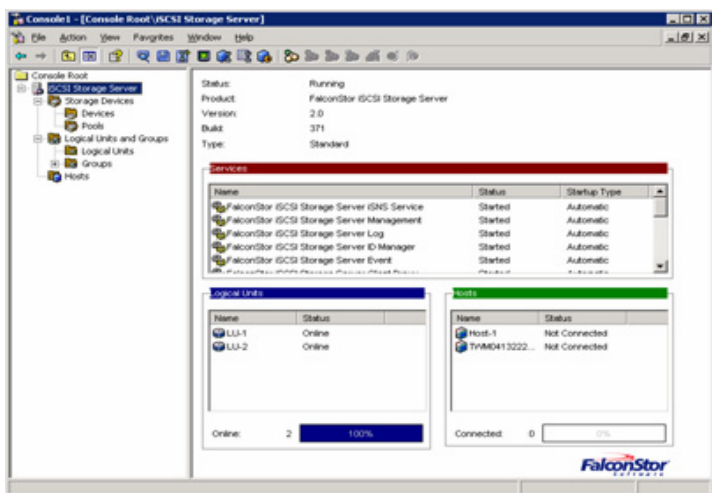 Console1 - [Console Root\iSCSI Storage Server]
File Action View Favorites Window Help
Console Root
iSCSI Storage Server
Storage Devices
Devices
Pools
Logical Units and Groups
Logical Units
Groups
Hosts
Status: Running
Product: FalconStor iSCSI Storage Server
Version: 2.0
Build: 371
Type: Standard
Services
Name Status Startup Type
FalconStor iSCSI Storage Server iSNS Service Started Automatic
FalconStor iSCSI Storage Server Management Started Automatic
FalconStor iSCSI Storage Server Log Started Automatic
FalconStor iSCSI Storage Server ID Manager Started Automatic
FalconStor iSCSI Storage Server Event Started Automatic
Logical Units
Name Status
LU-1 Online
LU-2 Online
Online: 2 100%
Hosts
Name Status
Host-1 Not Connected
TWM0413222... Not Connected
Connected: 0 0%
FalconStor
Software